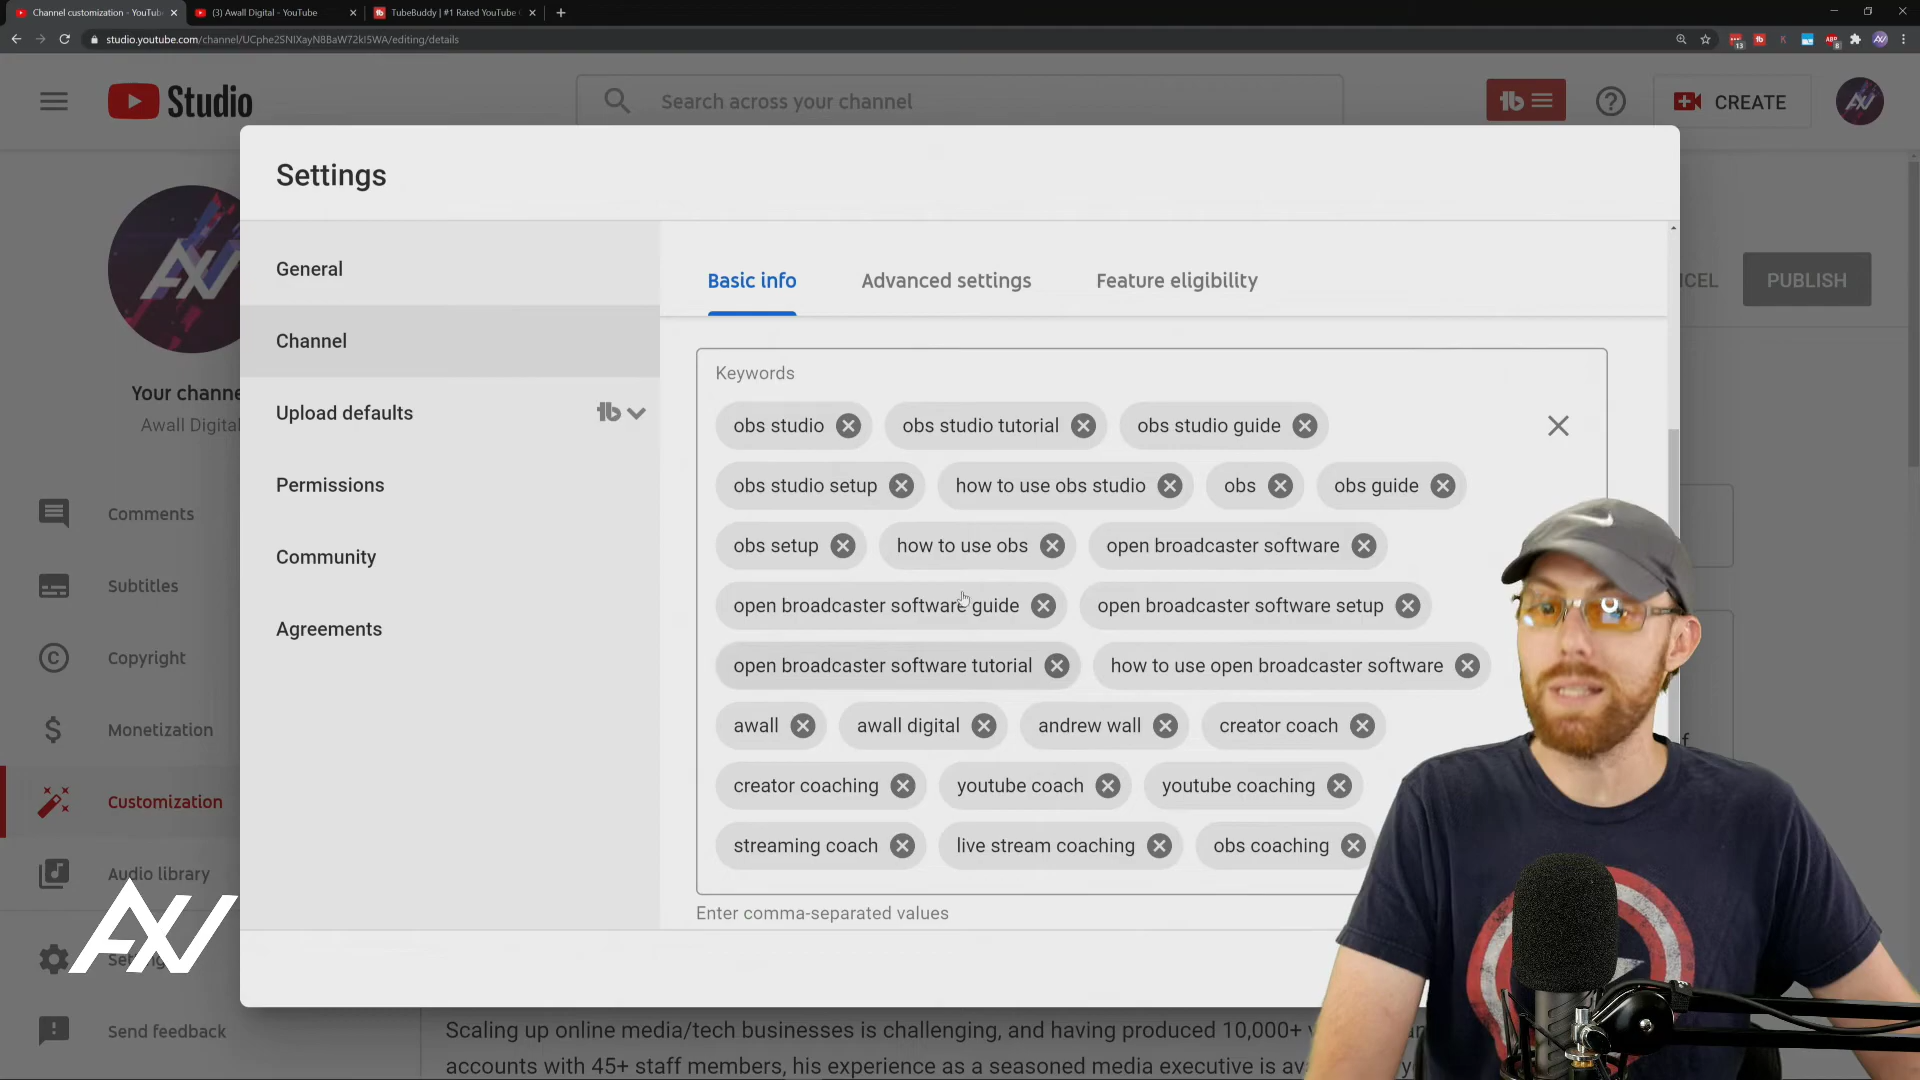 Channel customization - YouTub
(3) Awall Digital - YouTube
TubeBuddy | #1 Rated YouTube C
studio.youtube.com/channel/UCphe2SNIXayN8BaW72kI5WA/editing/details
Studio
Search across your channel
CREATE
Settings
General
Channel
Upload defaults
Permissions
Community
Agreements
Basic info
Advanced settings
Feature eligibility
CEL
PUBLISH
Your channe
Awall Digital
Comments
Subtitles
Copyright
Monetization
Customization
Audio library
Send feedback
Keywords
obs studio
obs studio tutorial
obs studio guide
obs studio setup
how to use obs studio
obs
obs guide
obs setup
how to use obs
open broadcaster software
open broadcaster software guide
open broadcaster software setup
open broadcaster software tutorial
how to use open broadcaster software
awall
awall digital
andrew wall
creator coach
creator coaching
youtube coach
youtube coaching
streaming coach
live stream coaching
obs coaching
Enter comma-separated values
Scaling up online media/tech businesses is challenging, and having produced 10,000+
accounts with 45+ staff members, his experience as a seasoned media executive is